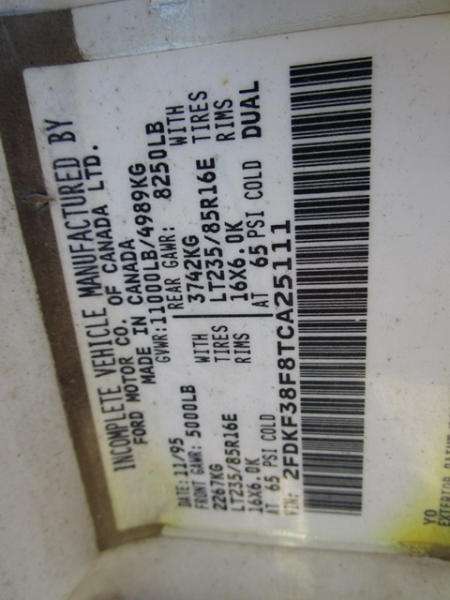 INCOMPLETE VEHICLE MANUFACTURED BY
FORD MOTOR CO. OF CANADA LTD.
MADE IN CANADA
GVWR:11000LB/4989KG
DATE: 11/95 REAR GAWR: 8250LB
FRONT GAWR: 5000LB WITH 3742KG WITH
2267KG TIRES LT235/85R16E TIRES
LT235/85R16E RIMS 16X6.0K RIMS
16X6.0K AT 65 PSI COLD DUAL
AT 65 PSI COLD
VIN: 2FDKF38F8TCA25111
YO
EXTERIOR